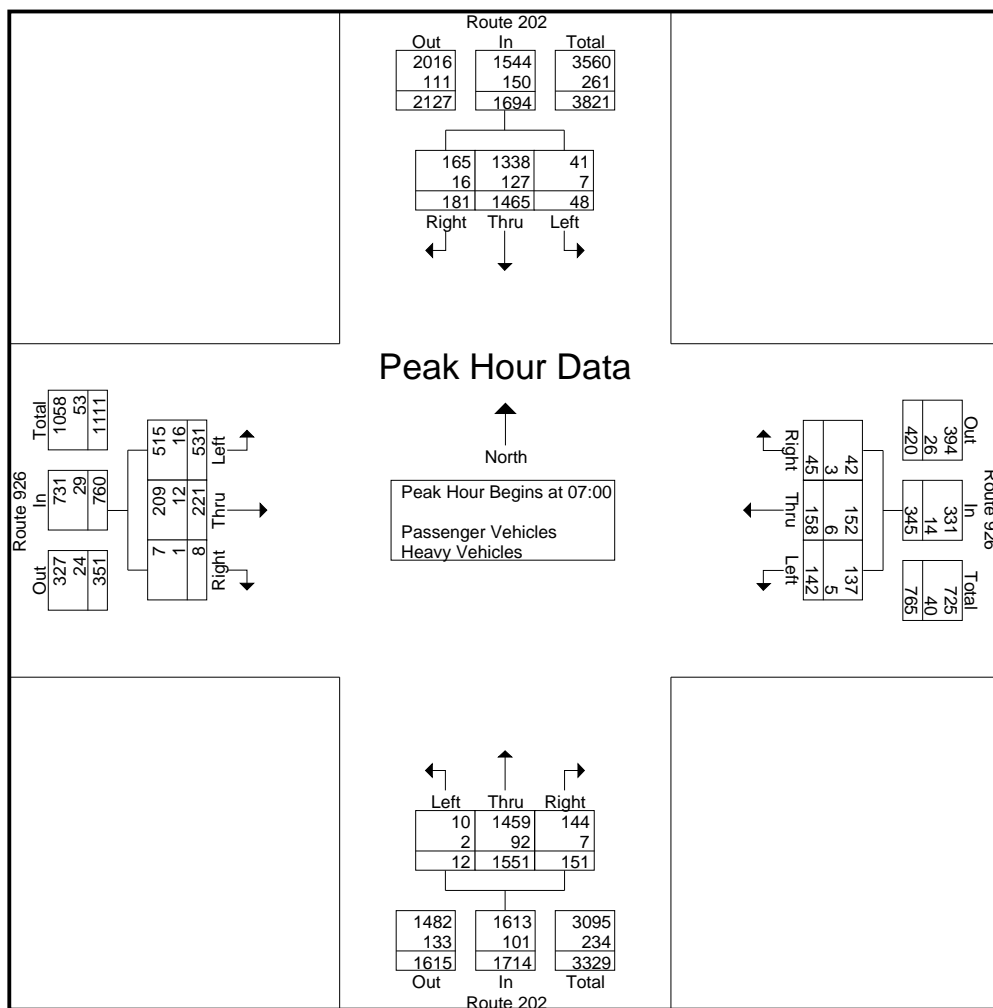 Route 202
Out In Total
2016 1544 3560
111 150 261
2127 1694 3821
165 1338 41
16 127 7
181 1465 48
Right Thru Left
Peak Hour Data
North
Peak Hour Begins at 07:00
Passenger Vehicles
Heavy Vehicles
Route 926
Total In Out
1058 731 327
53 29 24
1111 760 351
515 209 7
16 12 1
531 221 8
Left Thru Right
Route 926
Out In Total
394 331 725
26 14 40
420 345 765
42 152 137
3 6 5
45 158 142
Right Thru Left
Left Thru Right
10 1459 144
2 92 7
12 1551 151
1482 1613 3095
133 101 234
1615 1714 3329
Out In Total
Route 202